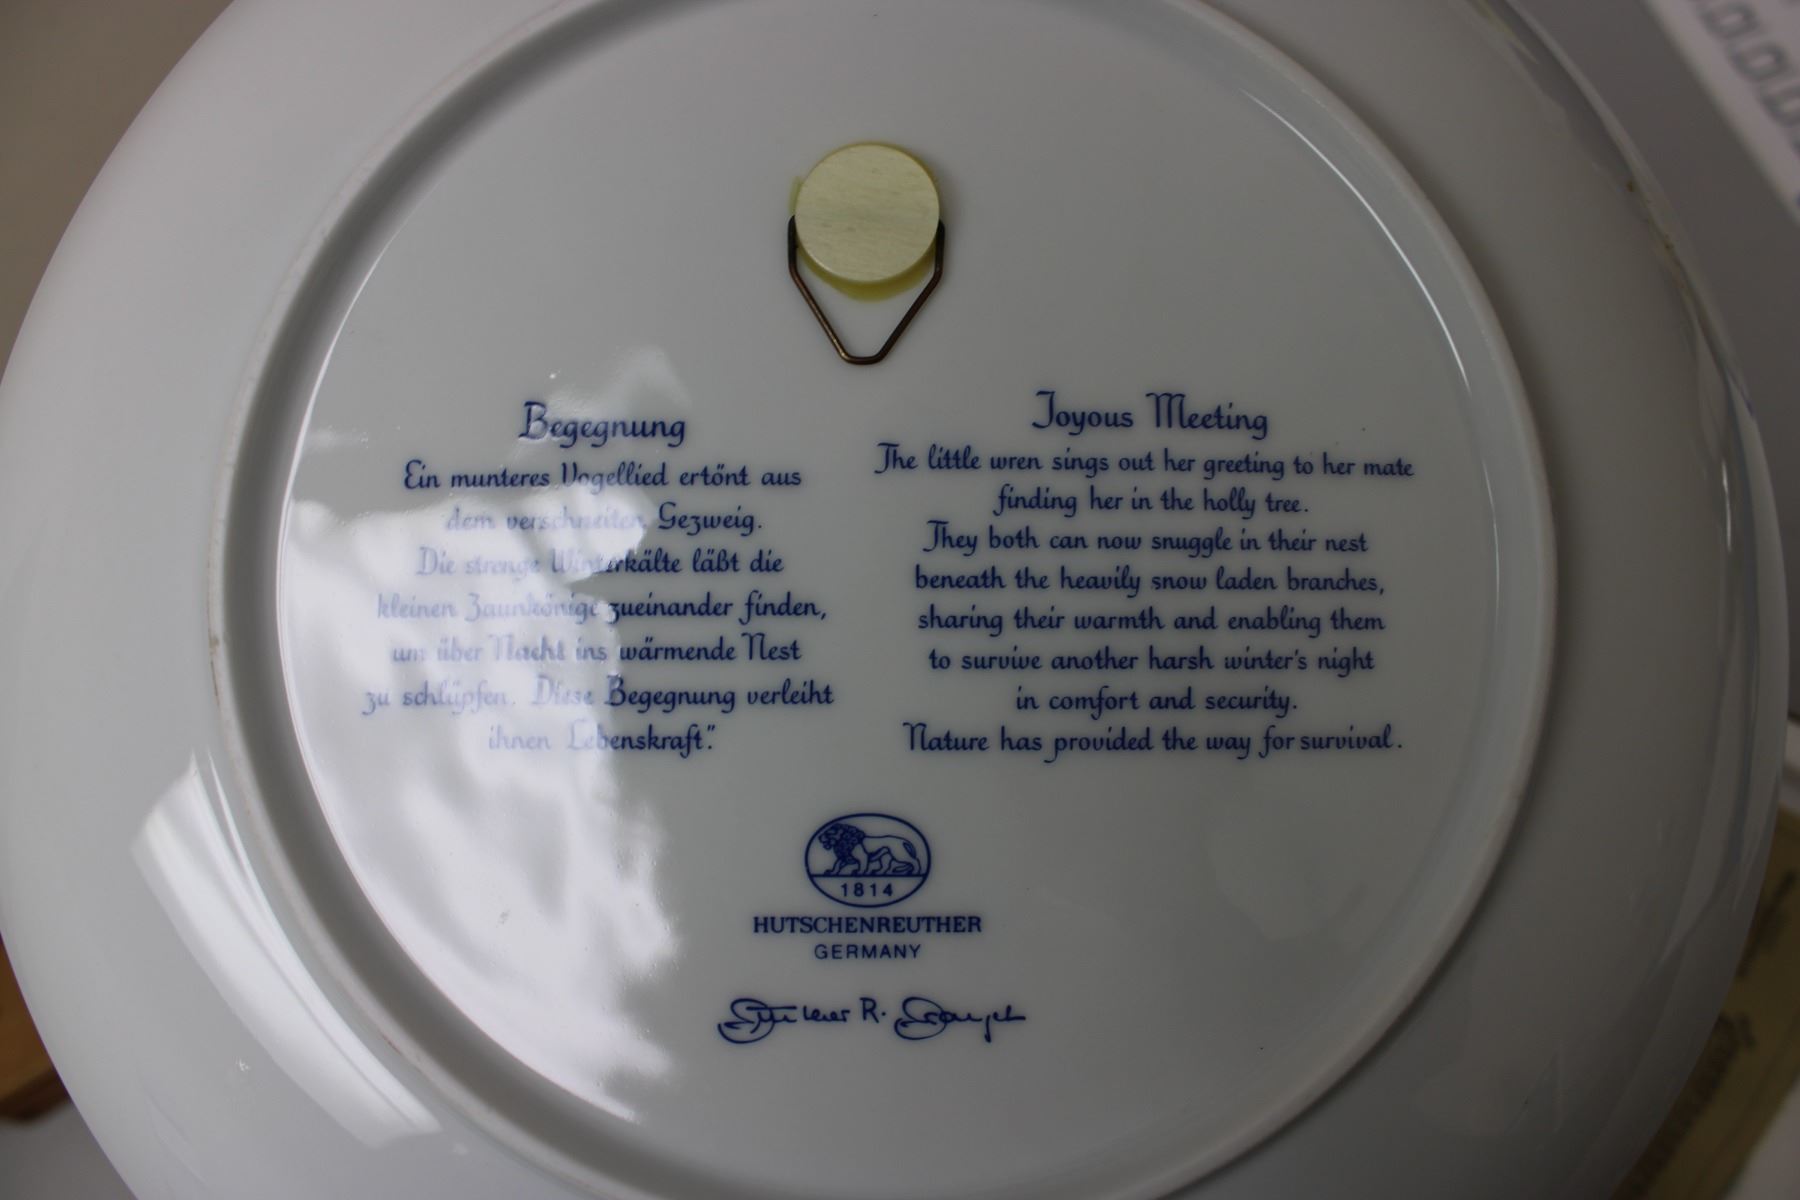 Begegnung
Ein munteres Vogellied ertönt aus
dem verschneiten Gezweig.
Die strenge Winterkälte läßt die
kleinen Zaunkönige zueinander finden,
um über Nacht ins wärmende Nest
zu schlüpfen. Diese Begegnung verleiht
ihnen Lebenskraft."
Joyous Meeting
The little wren sings out her greeting to her mate
finding her in the holly tree.
They both can now snuggle in their nest
beneath the heavily snow laden branches,
sharing their warmth and enabling them
to survive another harsh winter's night
in comfort and security.
Nature has provided the way for survival.
1814
HUTSCHENREUTHER
GERMANY
R.